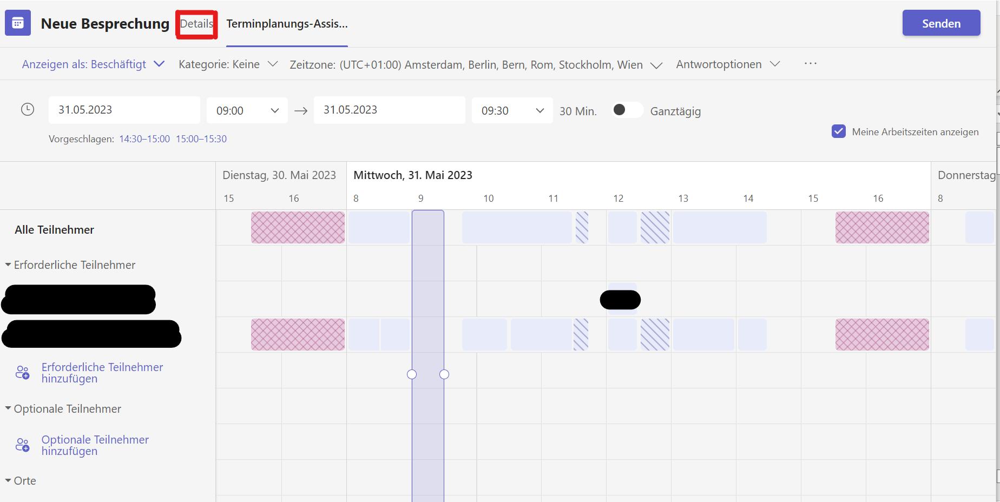 Neue Besprechung Details Terminplanungs-Assis... Senden
Anzeigen als: Beschäftigt Kategorie: Keine Zeitzone: (UTC+01:00) Amsterdam, Berlin, Bern, Rom, Stockholm, Wien Antwortoptionen ...
31.05.2023 09:00 → 31.05.2023 09:30 30 Min. Ganztägig
Vorgeschlagen: 14:30–15:00 15:00–15:30
Meine Arbeitszeiten anzeigen
Dienstag, 30. Mai 2023 Mittwoch, 31. Mai 2023 Donnerstag
15 16 8 9 10 11 12 13 14 15 16 8
Alle Teilnehmer
Erforderliche Teilnehmer
Erforderliche Teilnehmer
hinzufügen
Optionale Teilnehmer
Optionale Teilnehmer
hinzufügen
Orte